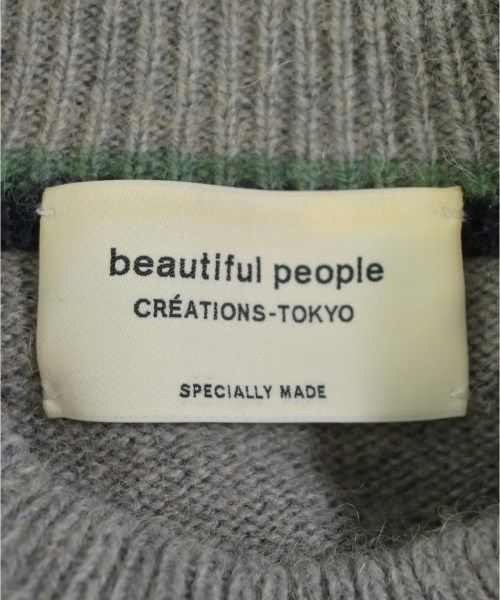 beautiful people
CRÉATIONS-TOKYO
SPECIALLY MADE